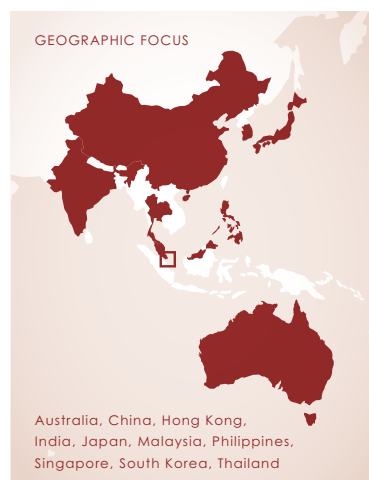 GEOGRAPHIC FOCUS
Australia, China, Hong Kong,
India, Japan, Malaysia, Philippines,
Singapore, South Korea, Thailand